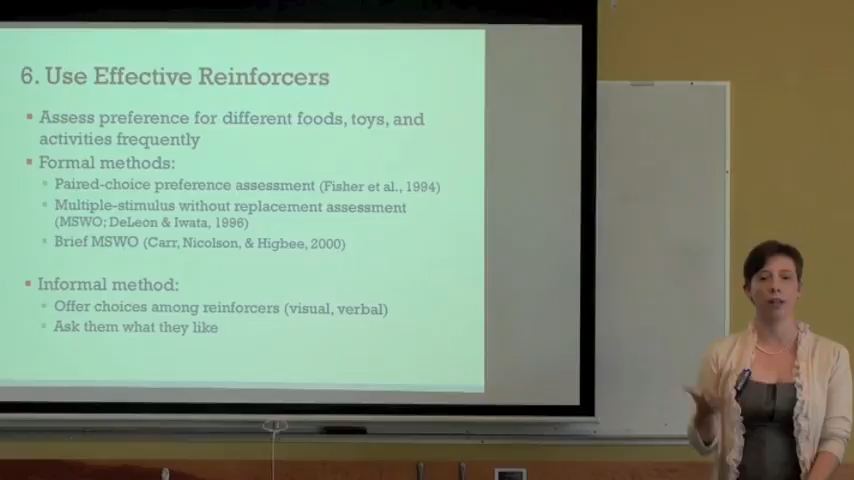 6. Use Effective Reinforcers
▪ Assess preference for different foods, toys, and
activities frequently
▪ Formal methods:
▪ Paired-choice preference assessment (Fisher et al., 1994)
▪ Multiple-stimulus without replacement assessment
(MSWO; DeLeon & Iwata, 1996)
▪ Brief MSWO (Carr, Nicolson, & Higbee, 2000)
▪ Informal method:
▪ Offer choices among reinforcers (visual, verbal)
▪ Ask them what they like